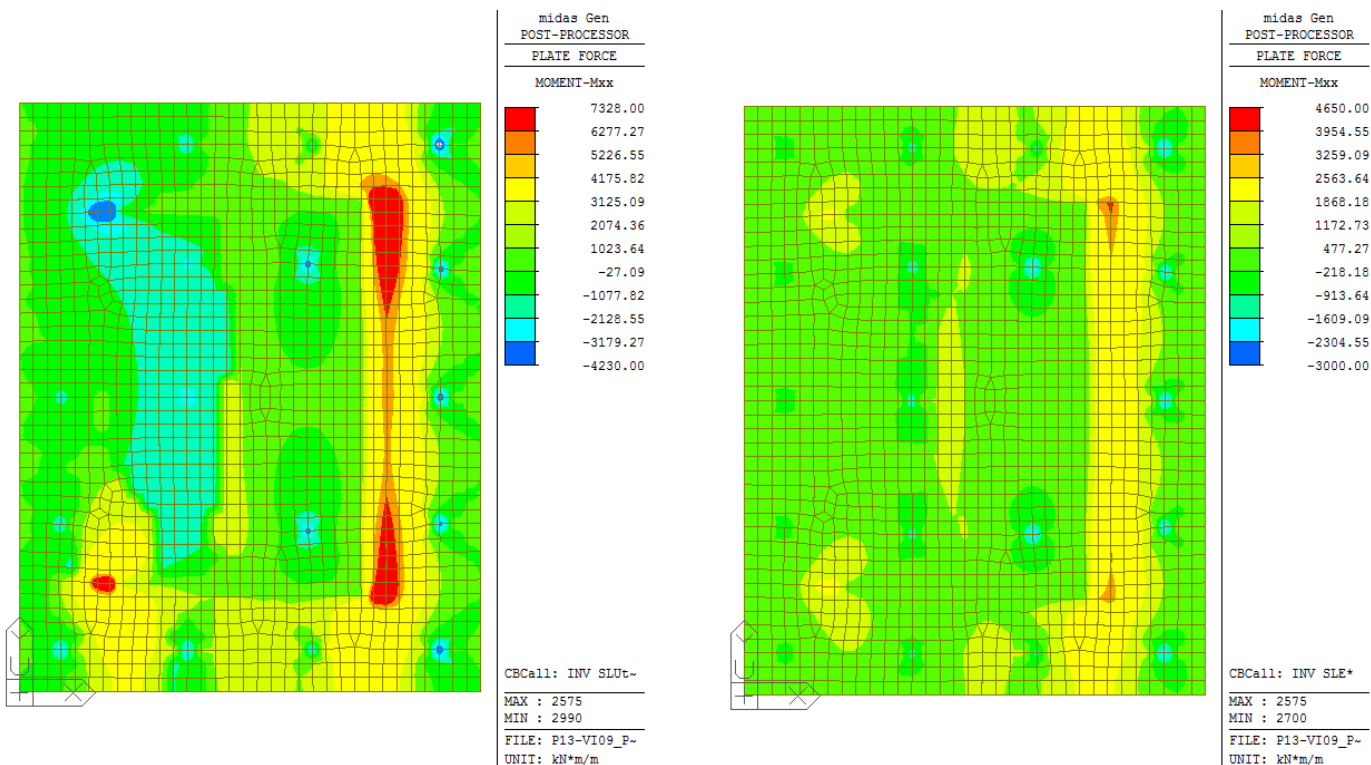 midas Gen
POST-PROCESSOR
PLATE FORCE
MOMENT-Mxx
7328.00
6277.27
5226.55
4175.82
3125.09
2074.36
1023.64
-27.09
-1077.82
-2128.55
-3179.27
-4230.00
CBCall: INV SLUt~
MAX : 2575
MIN : 2990
FILE: P13-VI09_P~
UNIT: kN*m/m
X
Y
midas Gen
POST-PROCESSOR
PLATE FORCE
MOMENT-Mxx
4650.00
3954.55
3259.09
2563.64
1868.18
1172.73
477.27
-218.18
-913.64
-1609.09
-2304.55
-3000.00
CBCall: INV SLE*
MAX : 2575
MIN : 2700
FILE: P13-VI09_P~
UNIT: kN*m/m
X
Y